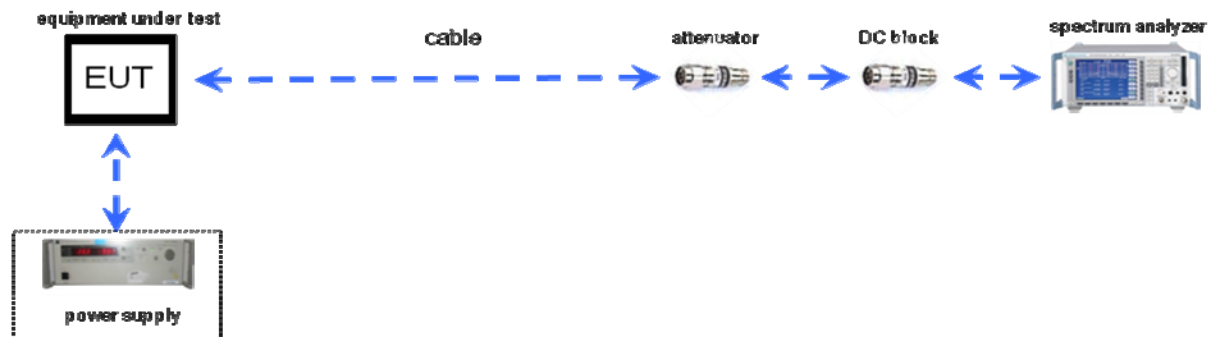 equipment under test
cable
attenuator
DC block
spectrum analyzer
EUT
power supply